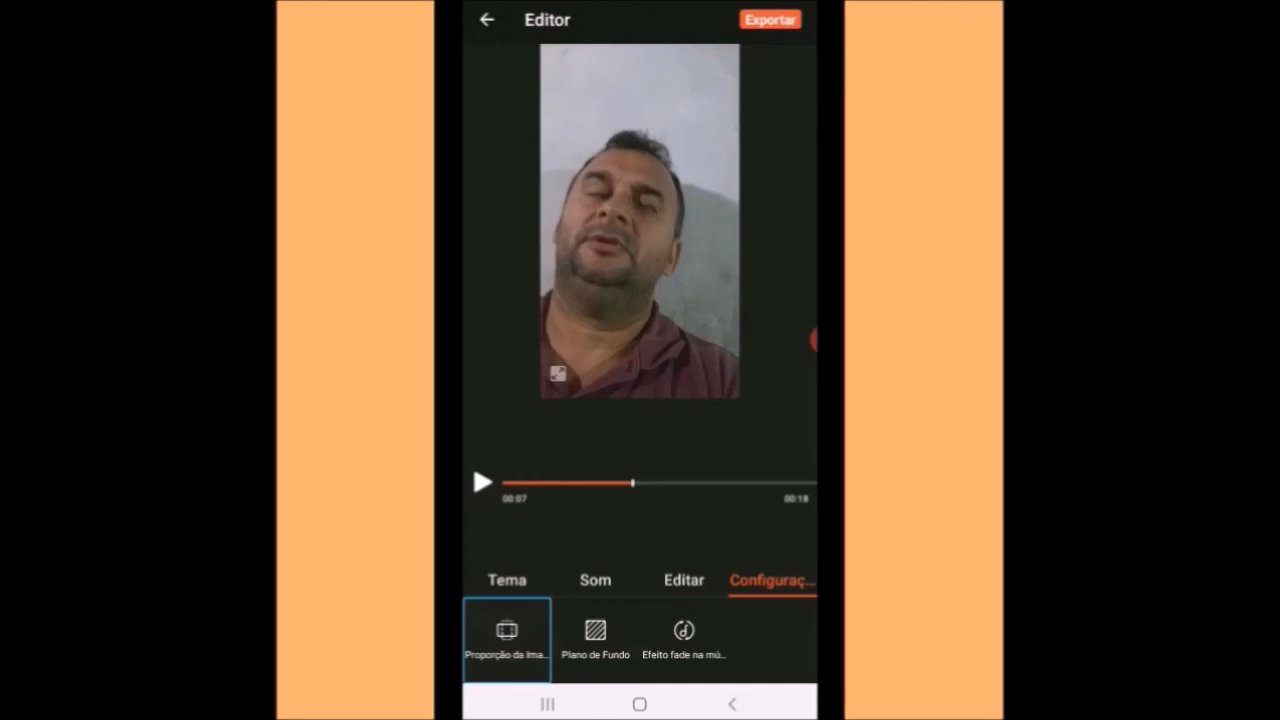 Editor
Exportar
00:07
00:18
Tema
Som
Editar
Configuraç...
Proporção da Ima...
Plano de Fundo
Efeito fade na mú...